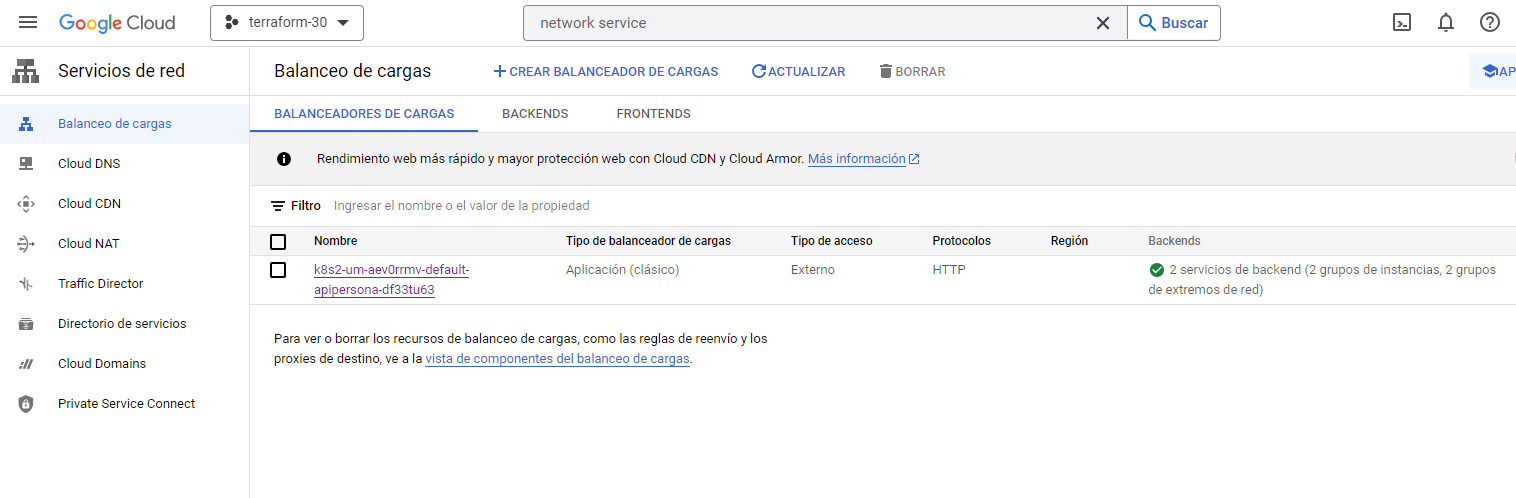 Google Cloud
terraform-30
network service
Buscar
Servicios de red
Balanceo de cargas
CREAR BALANCEADOR DE CARGAS
ACTUALIZAR
BORRAR
AP
Balanceo de cargas
Cloud DNS
Cloud CDN
Cloud NAT
Traffic Director
Directorio de servicios
Cloud Domains
Private Service Connect
BALANCEADORES DE CARGAS
BACKENDS
FRONTENDS
Rendimiento web más rápido y mayor protección web con Cloud CDN y Cloud Armor. Más información
Filtro Ingresar el nombre o el valor de la propiedad
Nombre Tipo de balanceador de cargas Tipo de acceso Protocolos Región Backends
k8s2-um-aev0rrmv-default- Aplicación (clásico) Externo HTTP 2 servicios de backend (2 grupos de instancias, 2 grupos
apipersona-df33tu63 de extremos de red)
Para ver o borrar los recursos de balanceo de cargas, como las reglas de reenvío y los
proxies de destino, ve a la vista de componentes del balanceo de cargas.